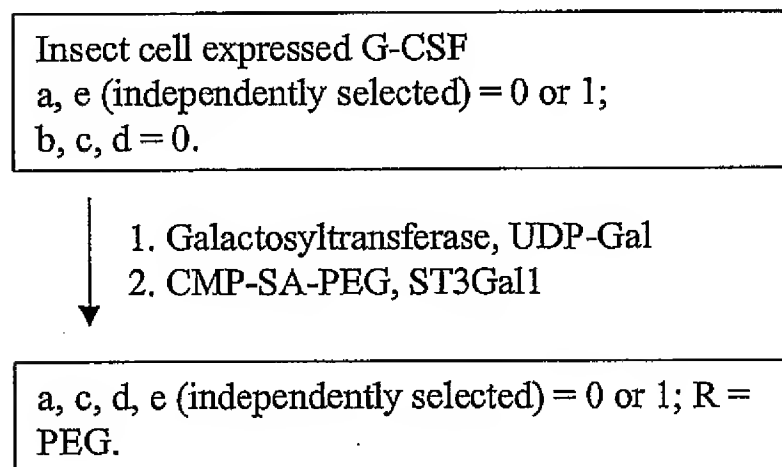 Insect cell expressed G-CSF
a, e (independently selected) = 0 or 1;
b, c, d = 0.
1. Galactosyltransferase, UDP-Gal
2. CMP-SA-PEG, ST3Gal1
a, c, d, e (independently selected) = 0 or 1; R =
PEG.